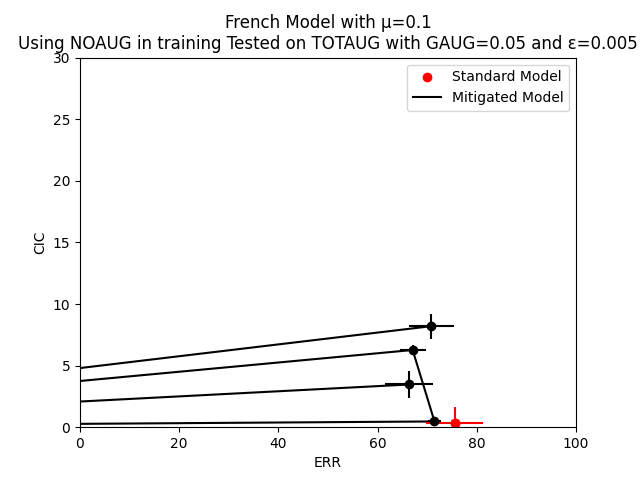 French Model with μ=0.1
Using NOAUG in training Tested on TOTAUG with GAUG=0.05 and ε=0.005
30
25
20
15
10
5
0
CIC
Standard Model
Mitigated Model
0 20 40 60 80 100
ERR